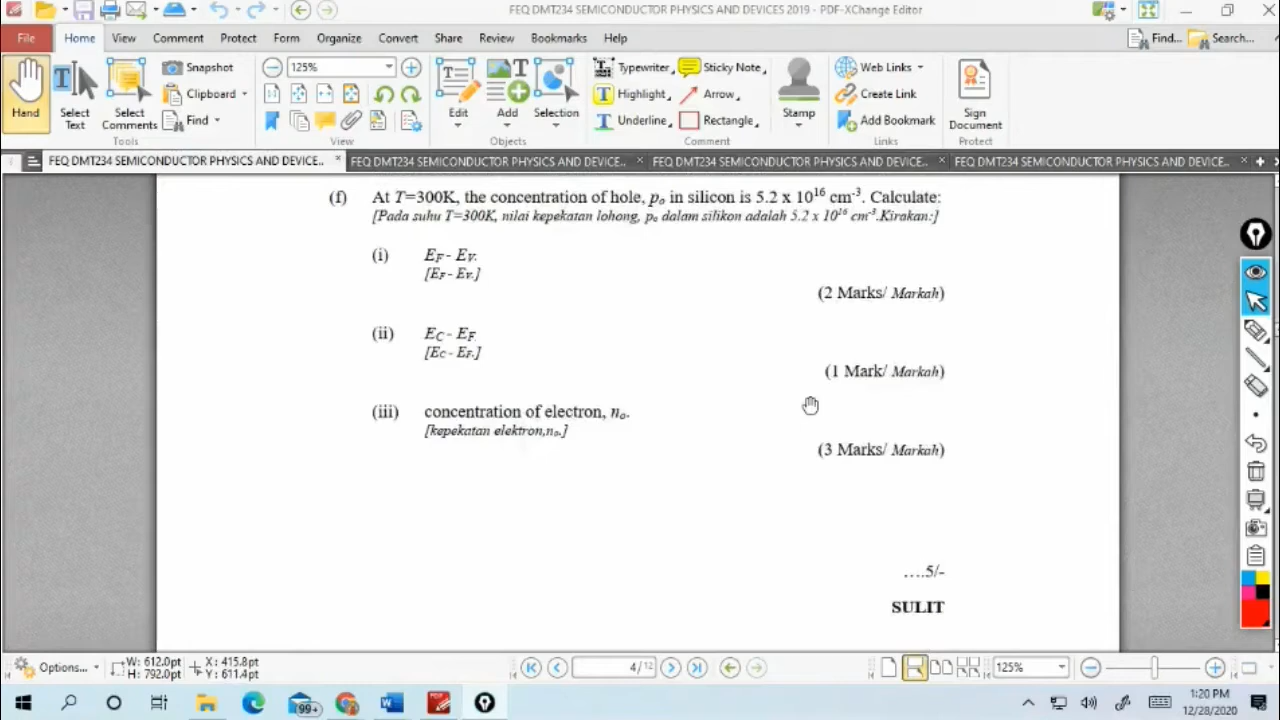 FEQ DMT234 SEMICONDUCTOR PHYSICS AND DEVICES 2019 - PDF-XChange Editor
File Home View Comment Protect Form Organize Convert Share Review Bookmarks Help Find... Search...
Hand
Select Text
Select Comments
Snapshot
Clipboard
Find
Tools
125%
View
Edit
Add
Selection
Objects
Typewriter
Highlight
Underline
Sticky Note
Arrow
Rectangle
Stamp
Comment
Web Links
Create Link
Add Bookmark
Links
Sign Document
Protect
FEQ DMT234 SEMICONDUCTOR PHYSICS AND DEVICE.. × FEQ DMT234 SEMICONDUCTOR PHYSICS AND DEVICE.. × FEQ DMT234 SEMICONDUCTOR PHYSICS AND DEVICE.. × FEQ DMT234 SEMICONDUCTOR PHYSICS AND DEVICE.. ×
(f) At T=300K, the concentration of hole, pₒ in silicon is 5.2 x 10¹⁶ cm⁻³. Calculate:
[Pada suhu T=300K, nilai kepekatan lohong, pₒ dalam silikon adalah 5.2 x 10¹⁶ cm⁻³.Kirakan:]
(i) E_F - E_V.
[E_F - E_V.]
(2 Marks/ Markah)
(ii) E_C - E_F
[E_C - E_F.]
(1 Mark/ Markah)
(iii) concentration of electron, nₒ.
[kepekatan elektron,nₒ.]
(3 Marks/ Markah)
….5/-
SULIT
Options...
W: 612.0pt
H: 792.0pt
X: 415.8pt
Y: 611.4pt
4 / 12
125%
99+
1:20 PM
12/28/2020